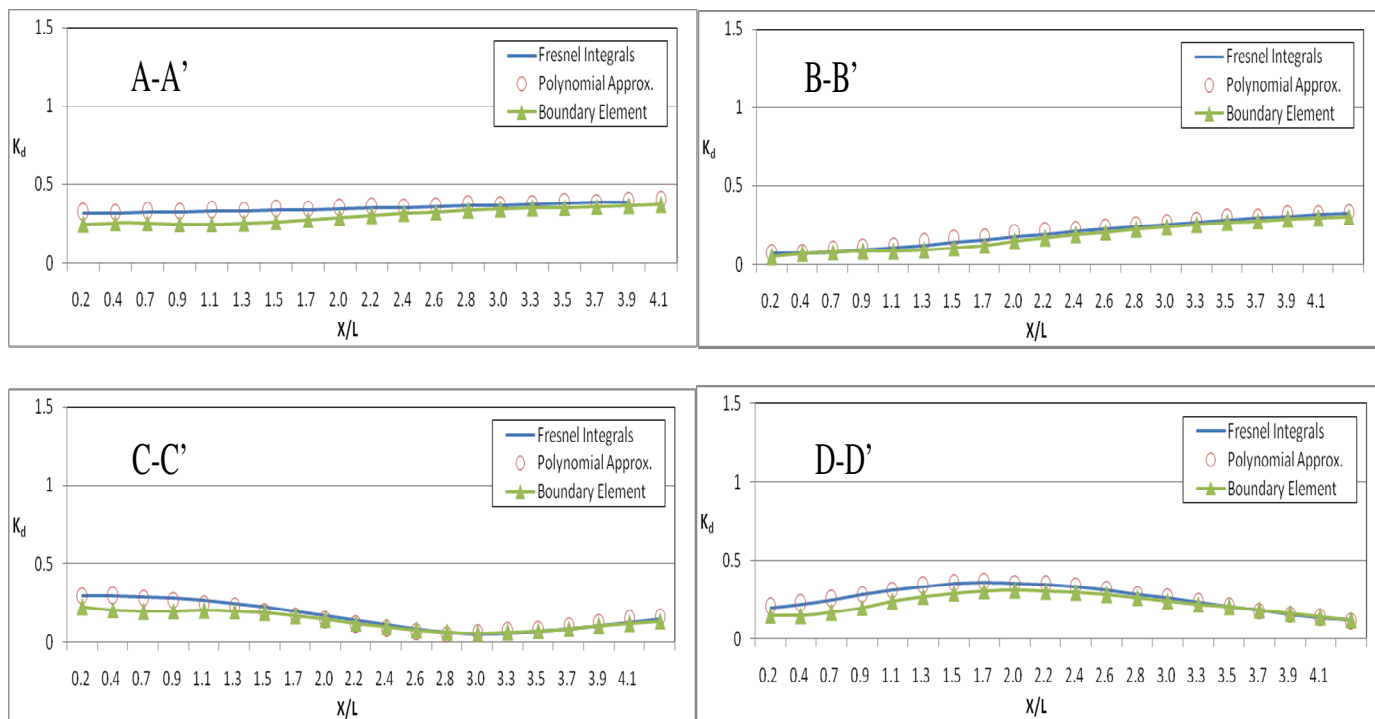 A-A’
1.5
1
0.5
0
K_d
Fresnel Integrals
Polynomial Approx.
Boundary Element
0.2 0.4 0.7 0.9 1.1 1.3 1.5 1.7 2.0 2.2 2.4 2.6 2.8 3.0 3.3 3.5 3.7 3.9 4.1
X/L
B-B’
1.5
1
0.5
0
K_d
Fresnel Integrals
Polynomial Approx.
Boundary Element
0.2 0.4 0.7 0.9 1.1 1.3 1.5 1.7 2.0 2.2 2.4 2.6 2.8 3.0 3.3 3.5 3.7 3.9 4.1
X/L
C-C’
1.5
1
0.5
0
K_d
Fresnel Integrals
Polynomial Approx.
Boundary Element
0.2 0.4 0.7 0.9 1.1 1.3 1.5 1.7 2.0 2.2 2.4 2.6 2.8 3.0 3.3 3.5 3.7 3.9 4.1
X/L
D-D’
1.5
1
0.5
0
K_d
Fresnel Integrals
Polynomial Approx.
Boundary Element
0.2 0.4 0.7 0.9 1.1 1.3 1.5 1.7 2.0 2.2 2.4 2.6 2.8 3.0 3.3 3.5 3.7 3.9 4.1
X/L